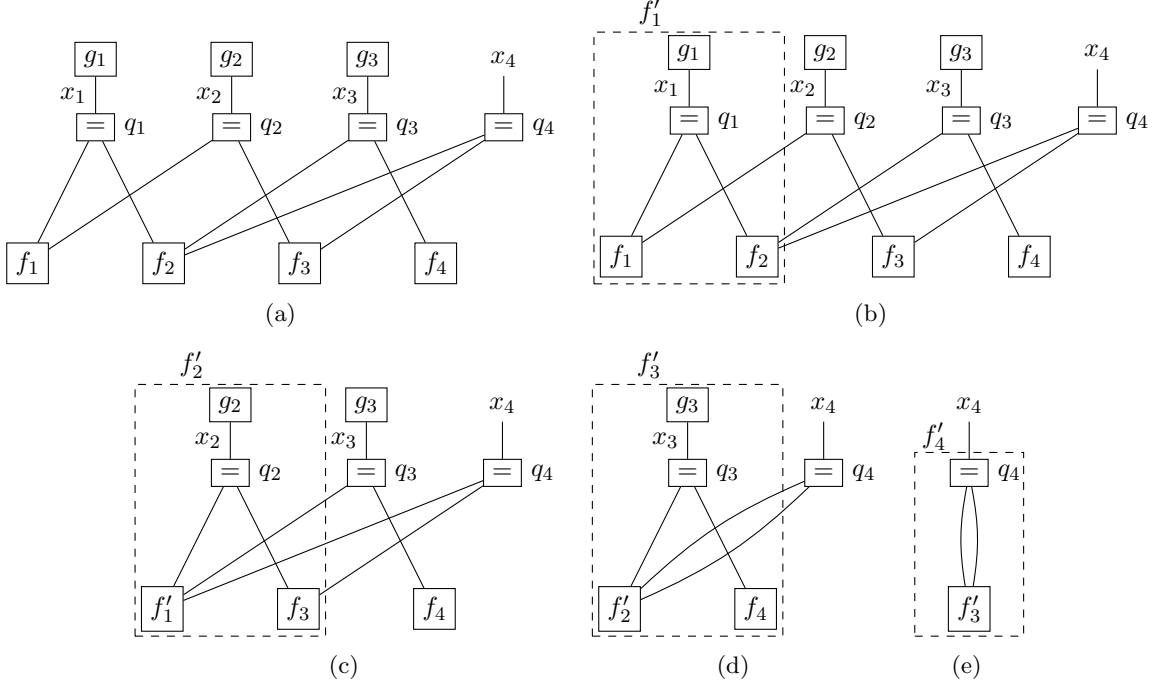 g₁ g₂ g₃ x₄
x₁ x₂ x₃
= q₁ = q₂ = q₃ = q₄
f₁ f₂ f₃ f₄
(a)
f′₁
g₁ g₂ g₃ x₄
x₁ x₂ x₃
= q₁ = q₂ = q₃ = q₄
f₁ f₂ f₃ f₄
(b)
f′₂
g₂ g₃ x₄
x₂ x₃
= q₂ = q₃ = q₄
f′₁ f₃ f₄
(c)
f′₃
g₃ x₄
x₃
= q₃ = q₄
f′₂ f₄
(d)
x₄
f′₄
= q₄
f′₃
(e)